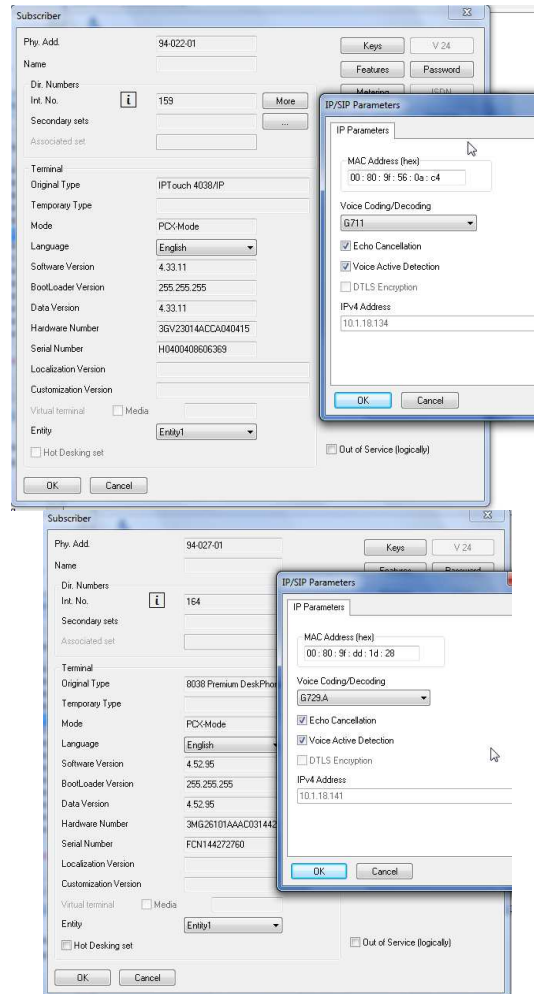 Subscriber
Phy. Add. 94-022-01 Keys V 24
Name Features Password
Dir. Numbers Metering ISDN
Int. No. i 159 More
Secondary sets ...
Associated set
Terminal
Original Type IPTouch 4038/IP
Temporary Type
Mode PCX-Mode
Language English
Software Version 4.33.11
BootLoader Version 255.255.255
Data Version 4.33.11
Hardware Number 3GV23014ACCA040415
Serial Number H0400408606369
Localization Version
Customization Version
Virtual terminal Media
Entity Entity1
Hot Desking set Out of Service (logically)
OK Cancel
IP/SIP Parameters
IP Parameters
MAC Address (hex)
00 : 80 : 9f : 56 : 0a : c4
Voice Coding/Decoding
G711
Echo Cancellation
Voice Active Detection
DTLS Encryption
IPv4 Address
10.1.18.134
OK Cancel
Subscriber
Phy. Add. 94-027-01 Keys V 24
Name Features Password
Dir. Numbers
Int. No. i 164
Secondary sets
Associated set
Terminal
Original Type 8038 Premium DeskPhon
Temporary Type
Mode PCX-Mode
Language English
Software Version 4.52.95
BootLoader Version 255.255.255
Data Version 4.52.95
Hardware Number 3MG26101AAAC031442
Serial Number FCN144272760
Localization Version
Customization Version
Virtual terminal Media
Entity Entity1
Hot Desking set Out of Service (logically)
OK Cancel
IP/SIP Parameters
IP Parameters
MAC Address (hex)
00 : 80 : 9f : dd : 1d : 28
Voice Coding/Decoding
G729.A
Echo Cancellation
Voice Active Detection
DTLS Encryption
IPv4 Address
10.1.18.141
OK Cancel